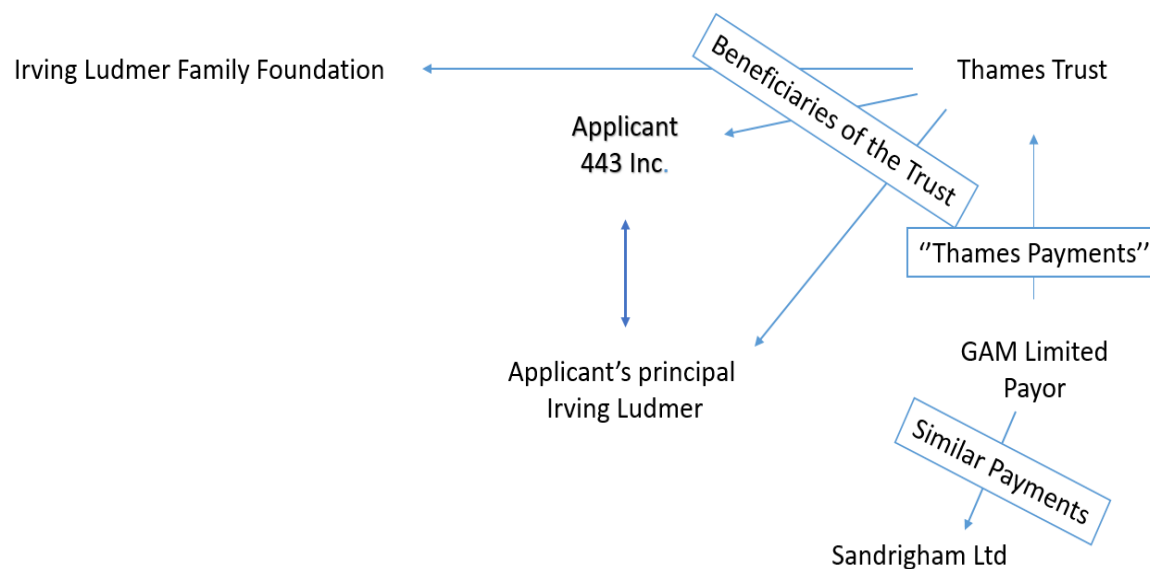 Irving Ludmer Family Foundation
Thames Trust
Beneficiaries of the Trust
Applicant
443 Inc.
‘’Thames Payments’’
Applicant’s principal
Irving Ludmer
GAM Limited
Payor
Similar Payments
Sandrigham Ltd